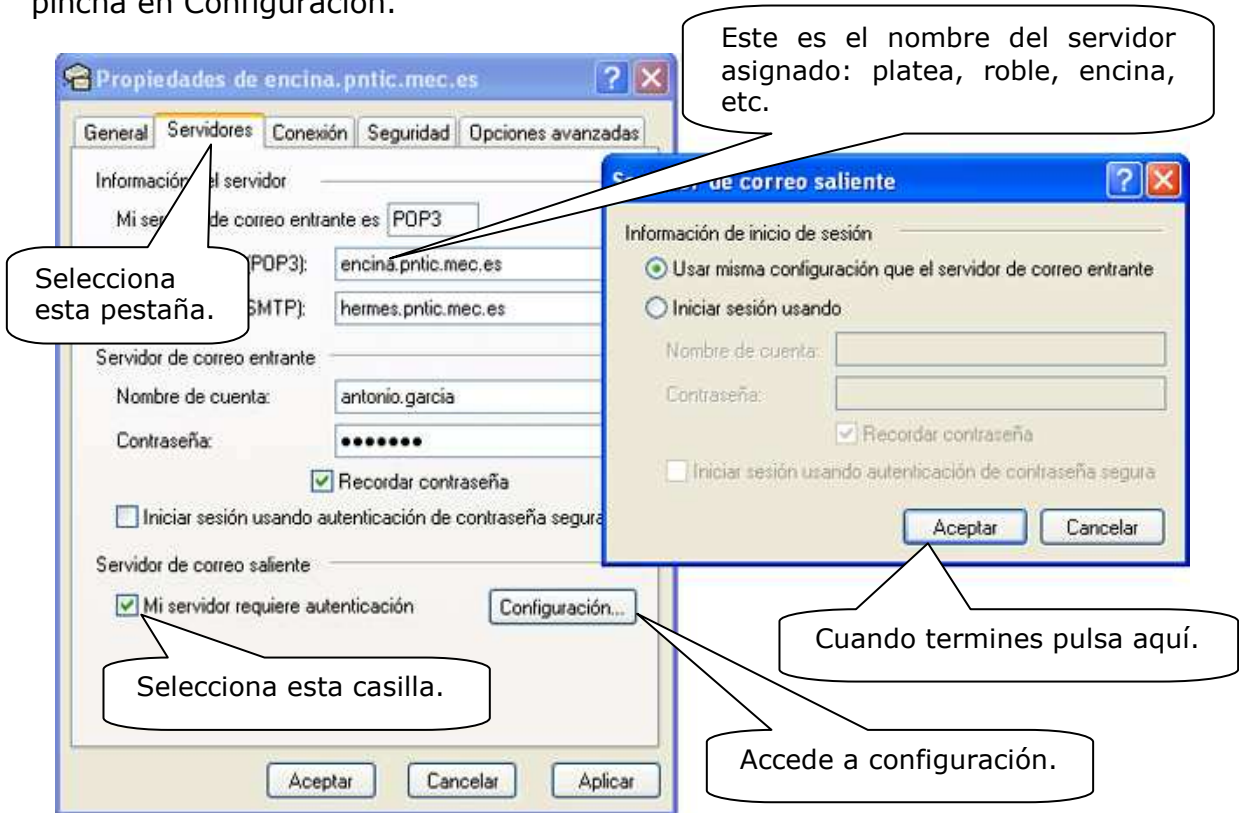 pincha en Configuración.
Este es el nombre del servidor
asignado: platea, roble, encina,
etc.
Propiedades de encina.pntic.mec.es
General Servidores Conexión Seguridad Opciones avanzadas
Información el servidor
Mi se de correo entrante es POP3
POP3): encina.pntic.mec.es
SMTP): hermes.pntic.mec.es
Selecciona
esta pestaña.
Servidor de correo entrante
Nombre de cuenta: antonio.garcia
Contraseña: •••••••
Recordar contraseña
Iniciar sesión usando autenticación de contraseña segura
Servidor de correo saliente
Mi servidor requiere autenticación Configuración...
Selecciona esta casilla.
Aceptar Cancelar Aplicar
de correo saliente
Información de inicio de sesión
Usar misma configuración que el servidor de correo entrante
Iniciar sesión usando
Nombre de cuenta:
Contraseña:
Recordar contraseña
Iniciar sesión usando autenticación de contraseña segura
Aceptar Cancelar
Cuando termines pulsa aquí.
Accede a configuración.